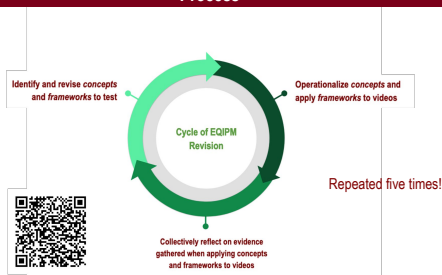 Identify and revise concepts
and frameworks to test
Operationalize concepts and
apply frameworks to videos
Cycle of EQIPM
Revision
Repeated five times!
Collectively reflect on evidence
gathered when applying concepts
and frameworks to videos